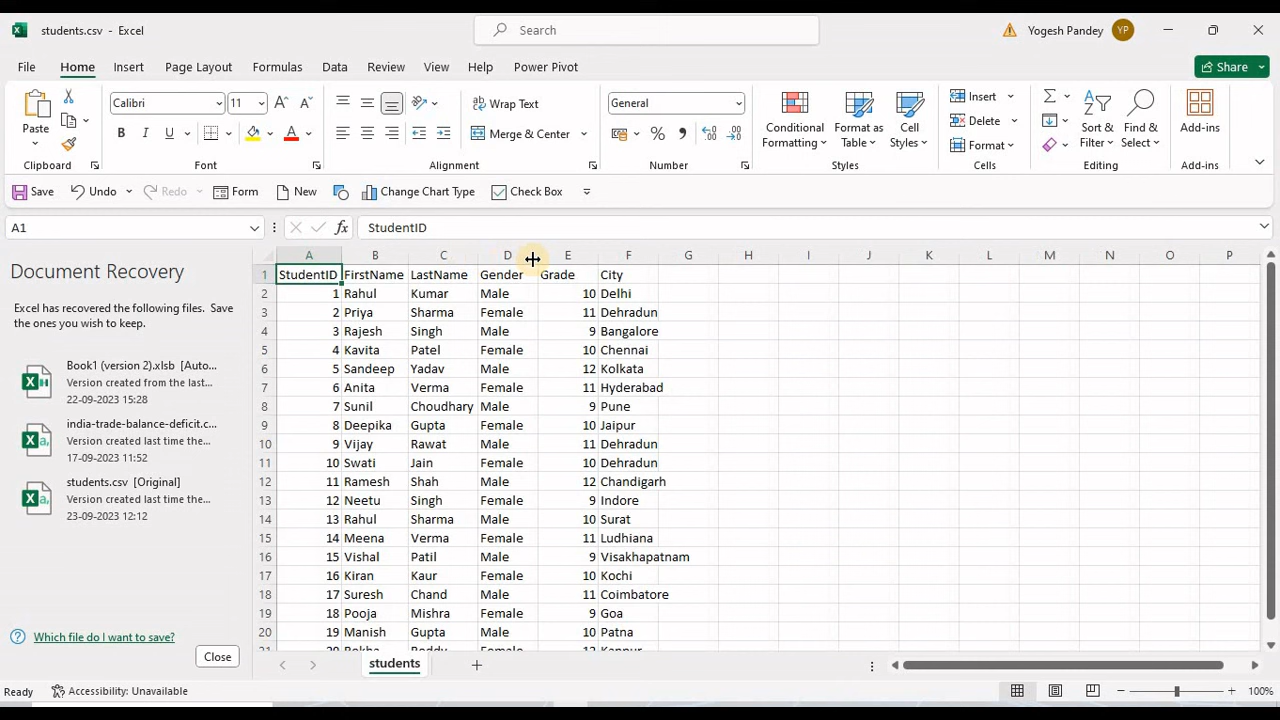 students.csv - Excel
Search
Yogesh Pandey YP
File Home Insert Page Layout Formulas Data Review View Help Power Pivot Share
Paste
Clipboard
Calibri 11
B I U A
Font
Wrap Text
Merge & Center
Alignment
General
Number
Conditional Formatting
Format as Table
Cell Styles
Styles
Insert
Delete
Format
Cells
Sort & Filter
Find & Select
Editing
Add-ins
Add-ins
Save Undo Redo Form New Change Chart Type Check Box
A1 fx StudentID
Document Recovery
Excel has recovered the following files. Save
the ones you wish to keep.
Book1 (version 2).xlsb [Auto...
Version created from the last...
22-09-2023 15:28
india-trade-balance-deficit.c...
Version created last time the...
17-09-2023 11:52
students.csv [Original]
Version created last time the...
23-09-2023 12:12
Which file do I want to save?
Close
A B C D E F G H I J K L M N O P
1 StudentID FirstName LastName Gender Grade City
2 1 Rahul Kumar Male 10 Delhi
3 2 Priya Sharma Female 11 Dehradun
4 3 Rajesh Singh Male 9 Bangalore
5 4 Kavita Patel Female 10 Chennai
6 5 Sandeep Yadav Male 12 Kolkata
7 6 Anita Verma Female 11 Hyderabad
8 7 Sunil Choudhary Male 9 Pune
9 8 Deepika Gupta Female 10 Jaipur
10 9 Vijay Rawat Male 11 Dehradun
11 10 Swati Jain Female 10 Dehradun
12 11 Ramesh Shah Male 12 Chandigarh
13 12 Neetu Singh Female 9 Indore
14 13 Rahul Sharma Male 10 Surat
15 14 Meena Verma Female 11 Ludhiana
16 15 Vishal Patil Male 9 Visakhapatnam
17 16 Kiran Kaur Female 10 Kochi
18 17 Suresh Chand Male 11 Coimbatore
19 18 Pooja Mishra Female 9 Goa
20 19 Manish Gupta Male 10 Patna
students
Ready Accessibility: Unavailable 100%